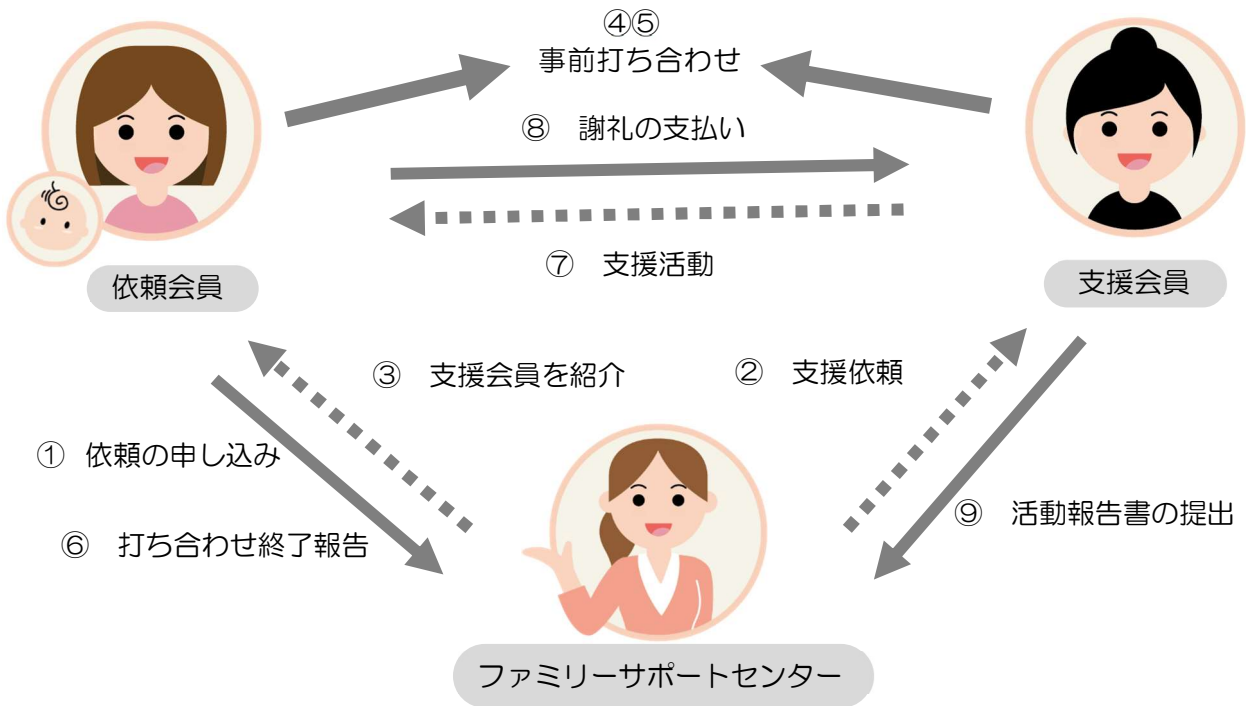 ④⑤
事前打ち合わせ
⑧ 謝礼の支払い
⑦ 支援活動
依頼会員
支援会員
③ 支援会員を紹介
② 支援依頼
① 依頼の申し込み
⑨ 活動報告書の提出
⑥ 打ち合わせ終了報告
ファミリーサポートセンター